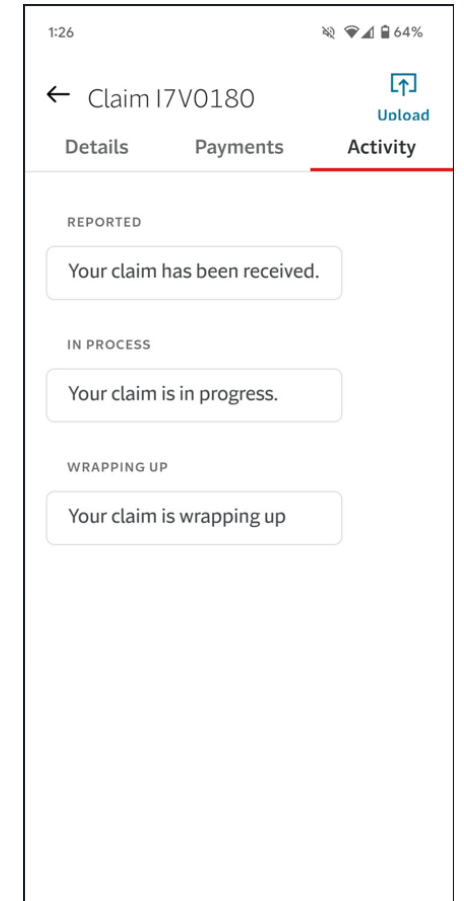 1:26 64%
Claim I7V0180
Upload
Details Payments Activity
REPORTED
Your claim has been received.
IN PROCESS
Your claim is in progress.
WRAPPING UP
Your claim is wrapping up